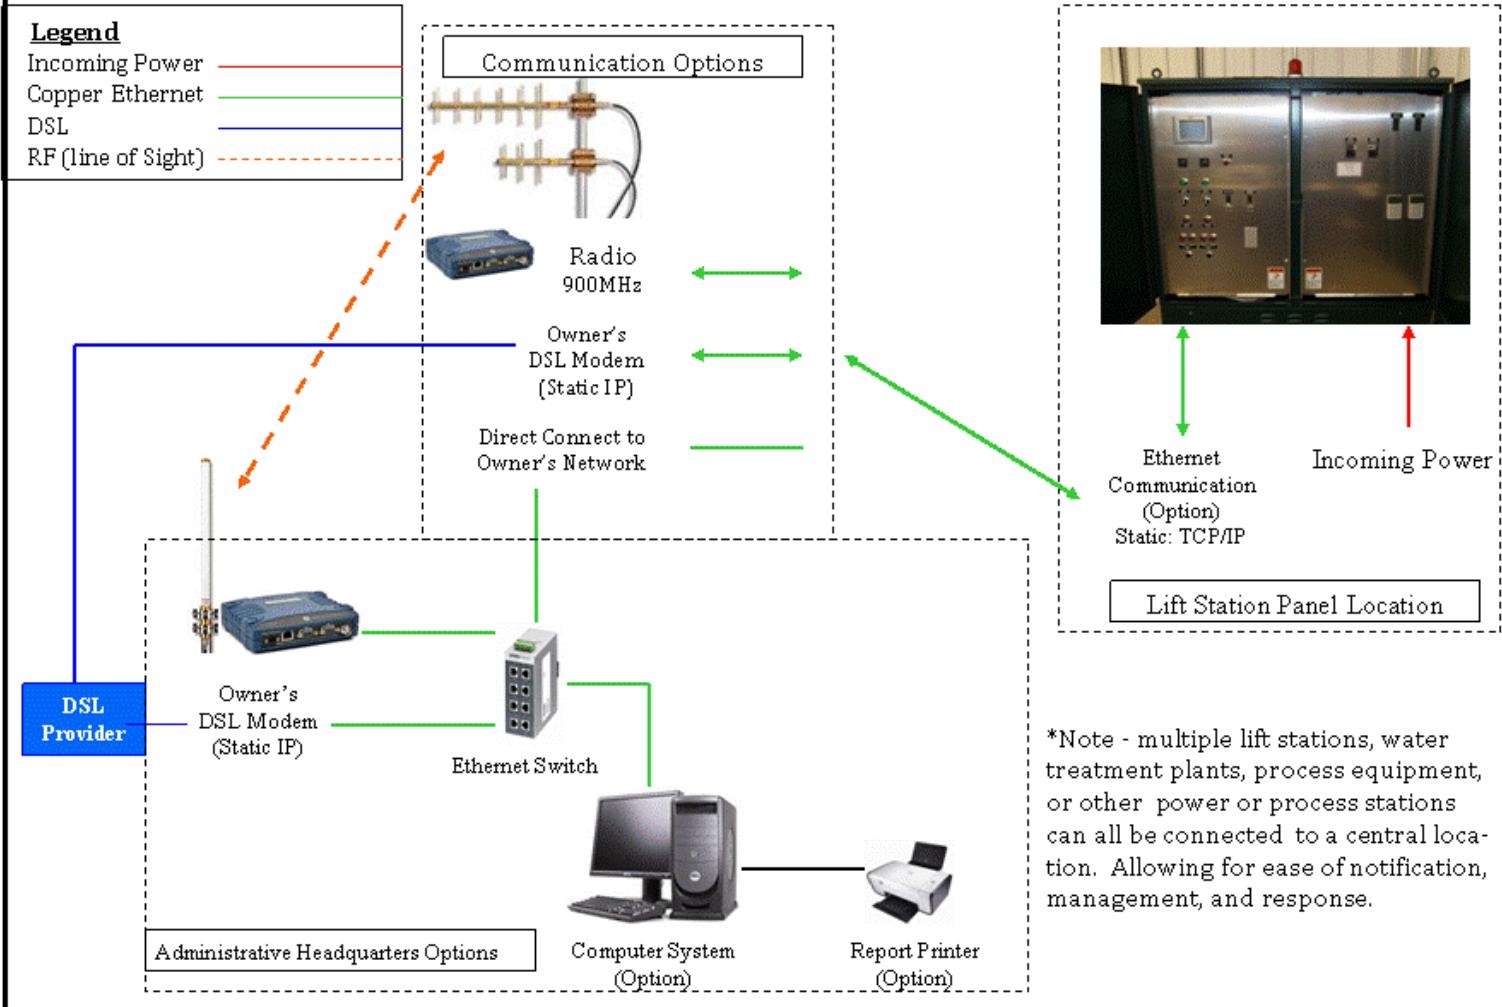 Legend
Incoming Power
Copper Ethernet
DSL
RF (line of Sight)
Communication Options
Radio
900MHz
Owner's
DSL Modem
(Static IP)
Direct Connect to
Owner's Network
Ethernet
Communication
(Option)
Static: TCP/IP
Incoming Power
Lift Station Panel Location
DSL
Provider
Owner's
DSL Modem
(Static IP)
Ethernet Switch
Computer System
(Option)
Report Printer
(Option)
Administrative Headquarters Options
*Note - multiple lift stations, water
treatment plants, process equipment,
or other power or process stations
can all be connected to a central loca-
tion. Allowing for ease of notification,
management, and response.